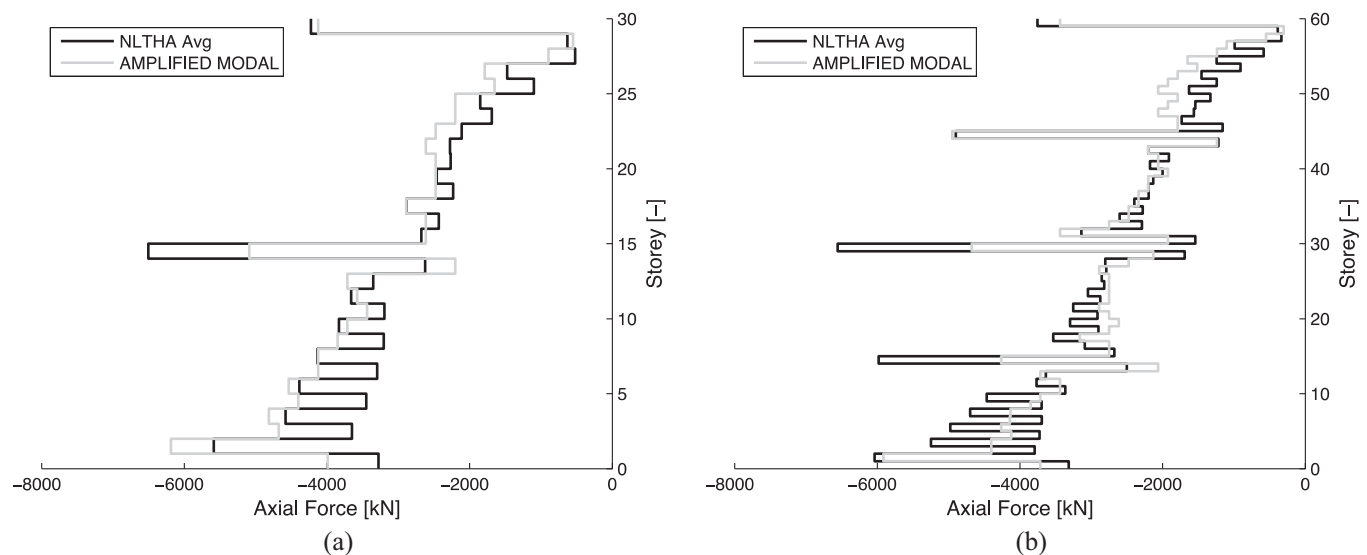 NLTHA Avg
AMPLIFIED MODAL
30
25
20
15
10
5
0
Storey [–]
−8000 −6000 −4000 −2000 0
Axial Force [kN]
(a)
NLTHA Avg
AMPLIFIED MODAL
60
50
40
30
20
10
0
Storey [–]
−8000 −6000 −4000 −2000 0
Axial Force [kN]
(b)